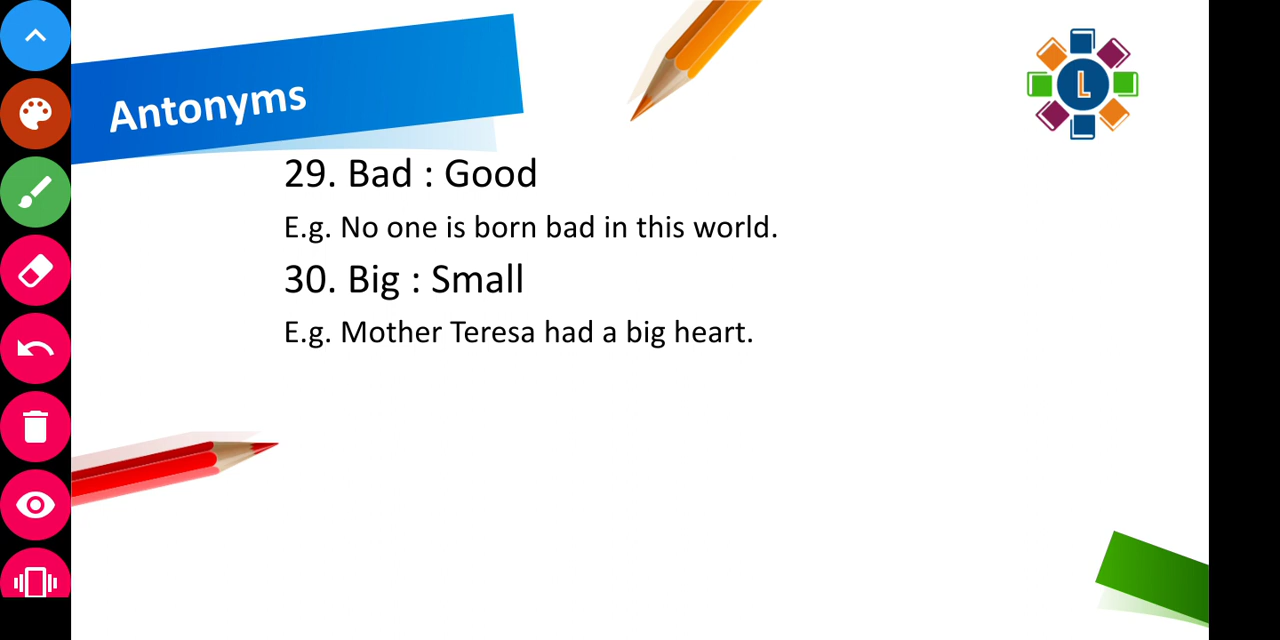 Antonyms
L
29. Bad : Good
E.g. No one is born bad in this world.
30. Big : Small
E.g. Mother Teresa had a big heart.